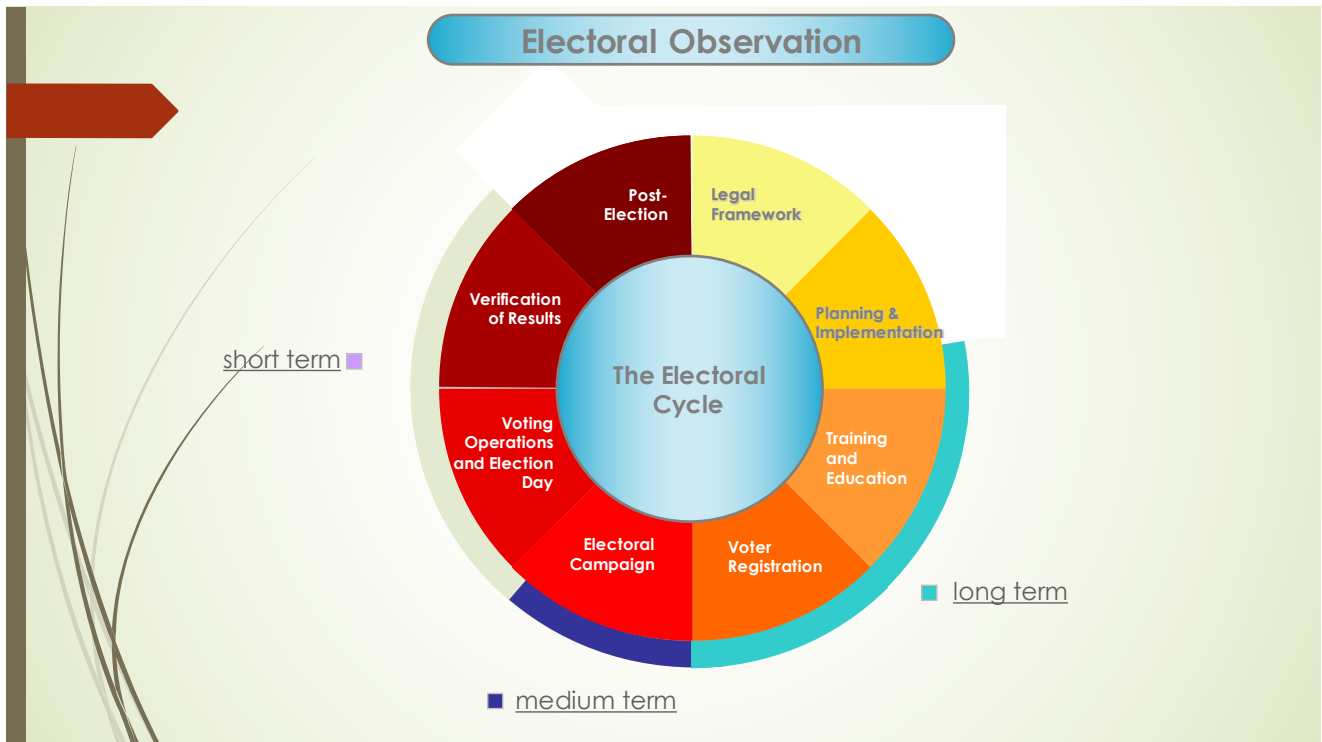 Electoral Observation
Post-
Election
Legal
Framework
Verification
of Results
Planning &
Implementation
short term
The Electoral
Cycle
Voting
Operations
and Election
Day
Training
and
Education
Electoral
Campaign
Voter
Registration
long term
medium term